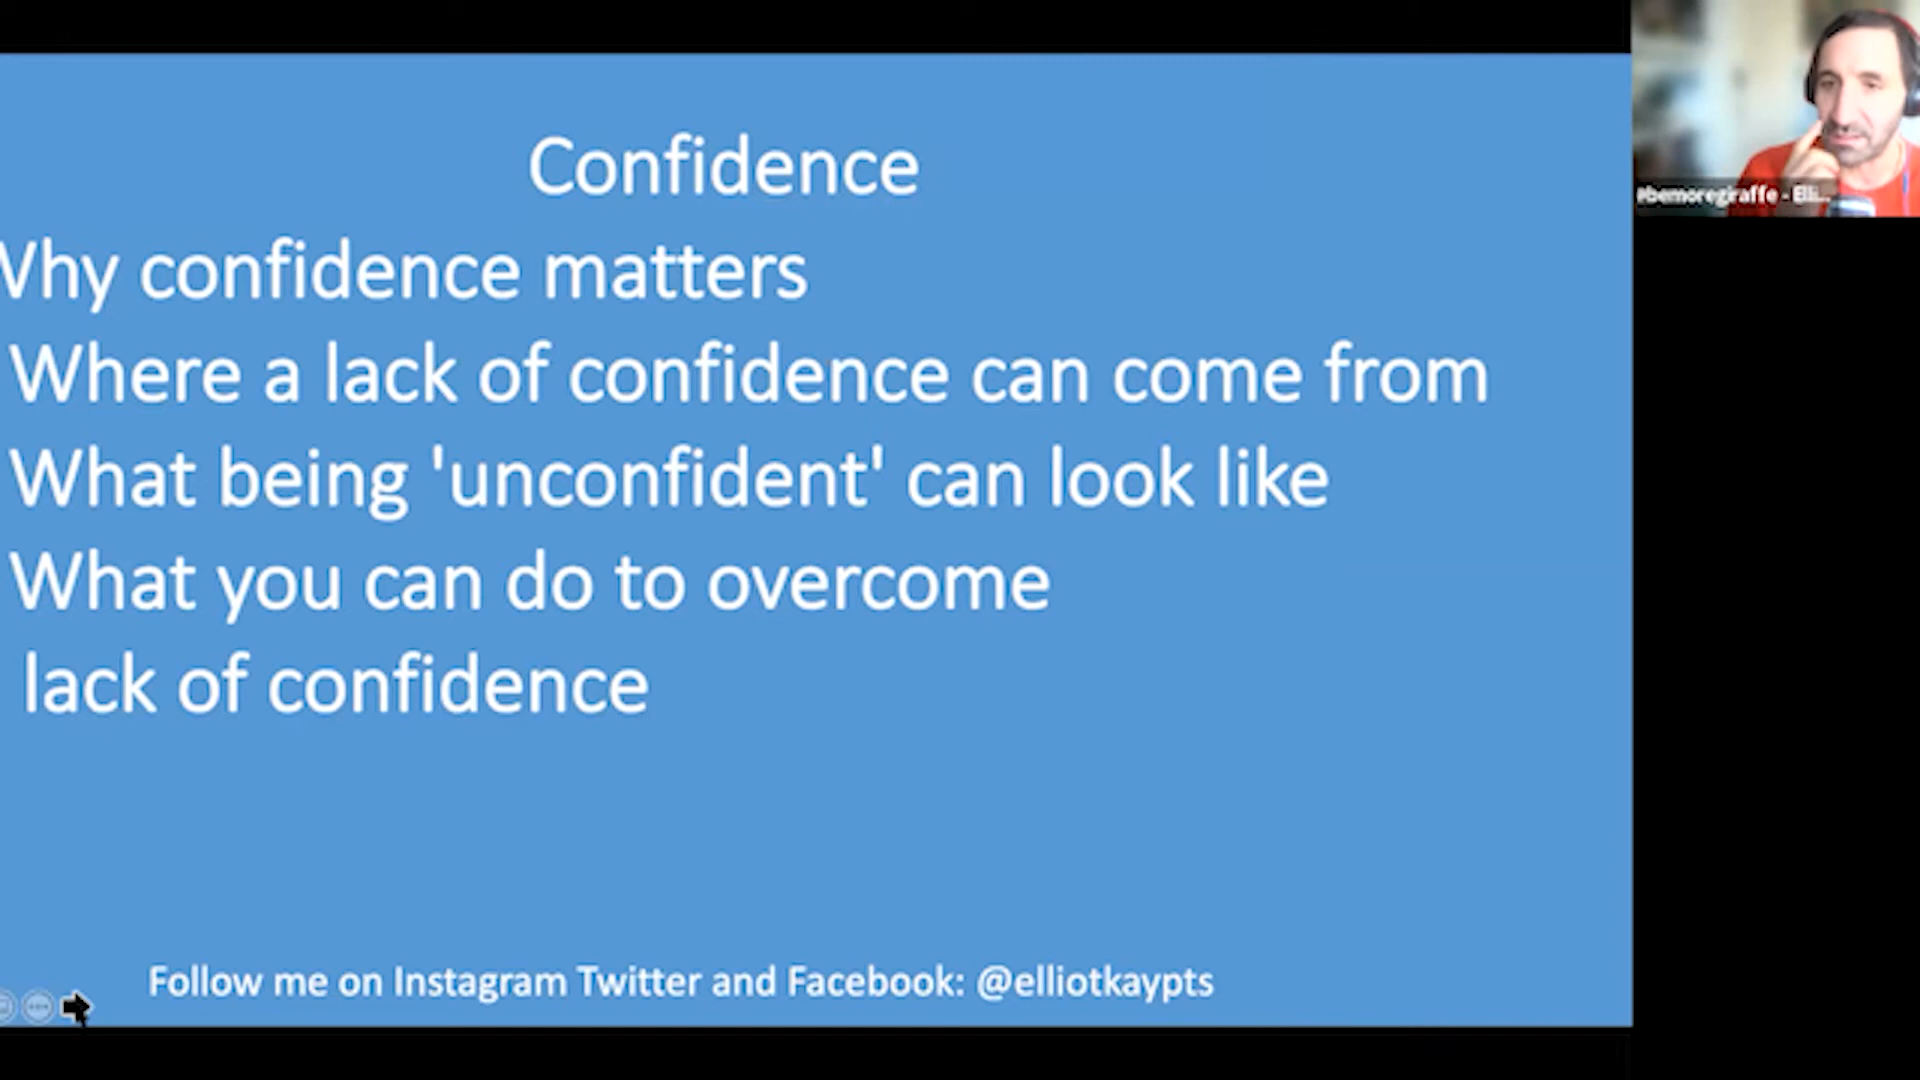 Confidence
Why confidence matters
Where a lack of confidence can come from
What being 'unconfident' can look like
What you can do to overcome
lack of confidence
Follow me on Instagram Twitter and Facebook: @elliotkaypts
#bemoregiraffe - Elli...